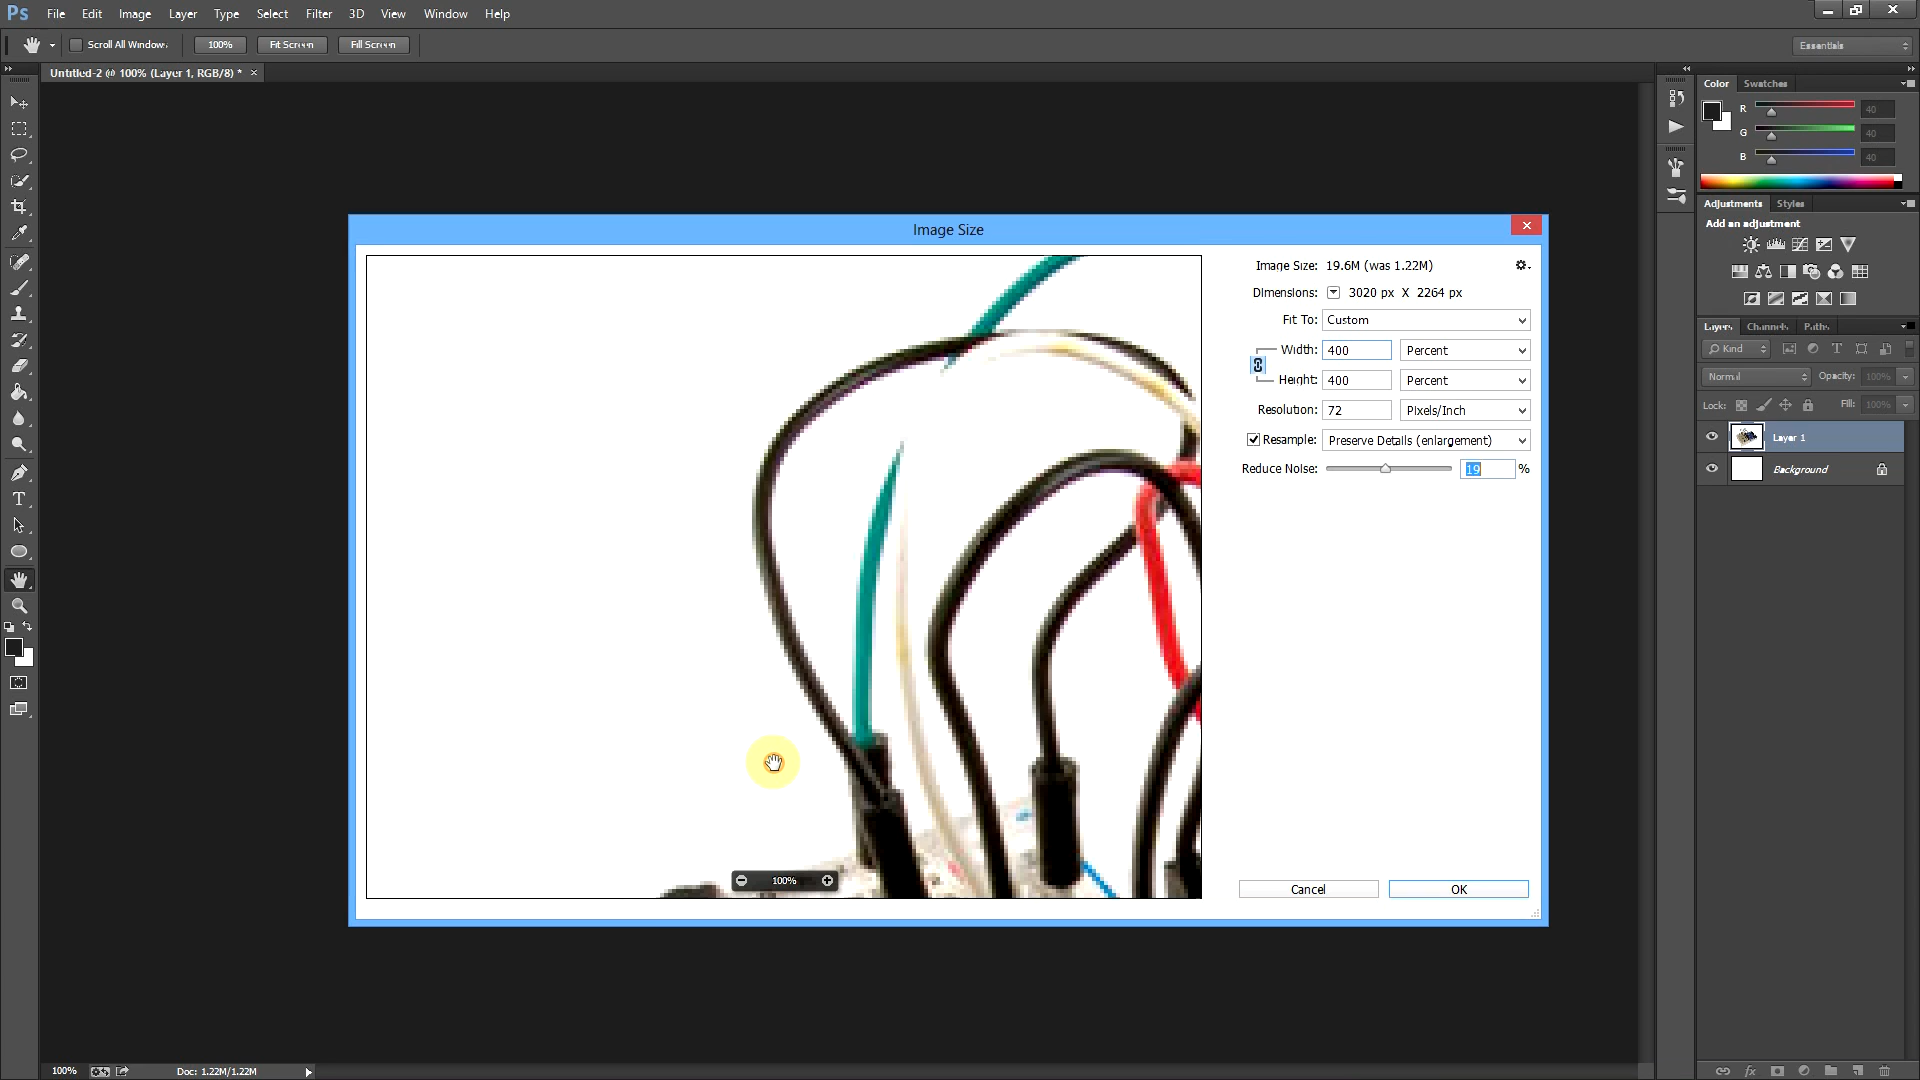 Ps File Edit Image Layer Type Select Filter 3D View Window Help
Scroll All Windows 100% Fit Screen Fill Screen Essentials
Untitled-2 @ 100% (Layer 1, RGB/8) * ×
Color Swatches
R 40
G 40
B 40
Adjustments Styles
Add an adjustment
Layers Channels Paths
Kind
Normal Opacity: 100%
Lock: Fill: 100%
Layer 1
Background
Image Size
Image Size: 19.6M (was 1.22M)
Dimensions: 3020 px X 2264 px
Fit To: Custom
Width: 400 Percent
Height: 400 Percent
Resolution: 72 Pixels/Inch
Resample: Preserve Details (enlargement)
Reduce Noise: 19 %
100%
Cancel OK
100% Doc: 1.22M/1.22M